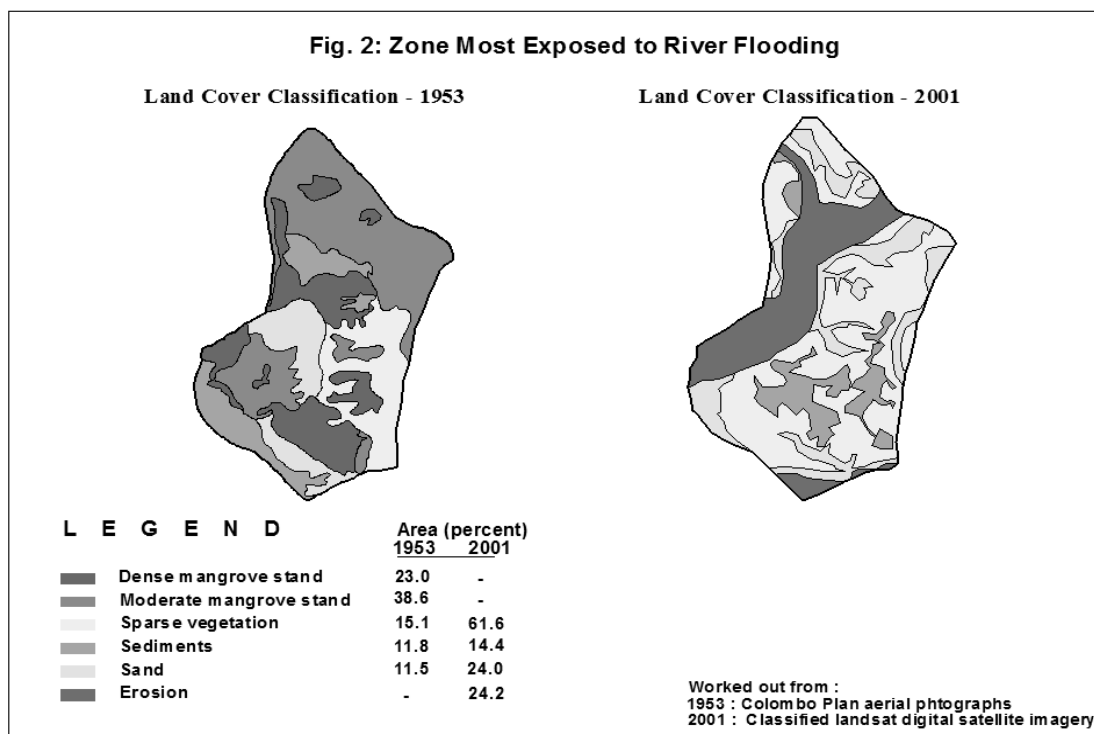 Fig. 2: Zone Most Exposed to River Flooding
Land Cover Classification - 1953
Land Cover Classification - 2001
L E G E N D
Area (percent)
1953 2001
Dense mangrove stand 23.0 -
Moderate mangrove stand 38.6 -
Sparse vegetation 15.1 61.6
Sediments 11.8 14.4
Sand 11.5 24.0
Erosion - 24.2
Worked out from :
1953 : Colombo Plan aerial phtographs
2001 : Classified landsat digital satellite imagery